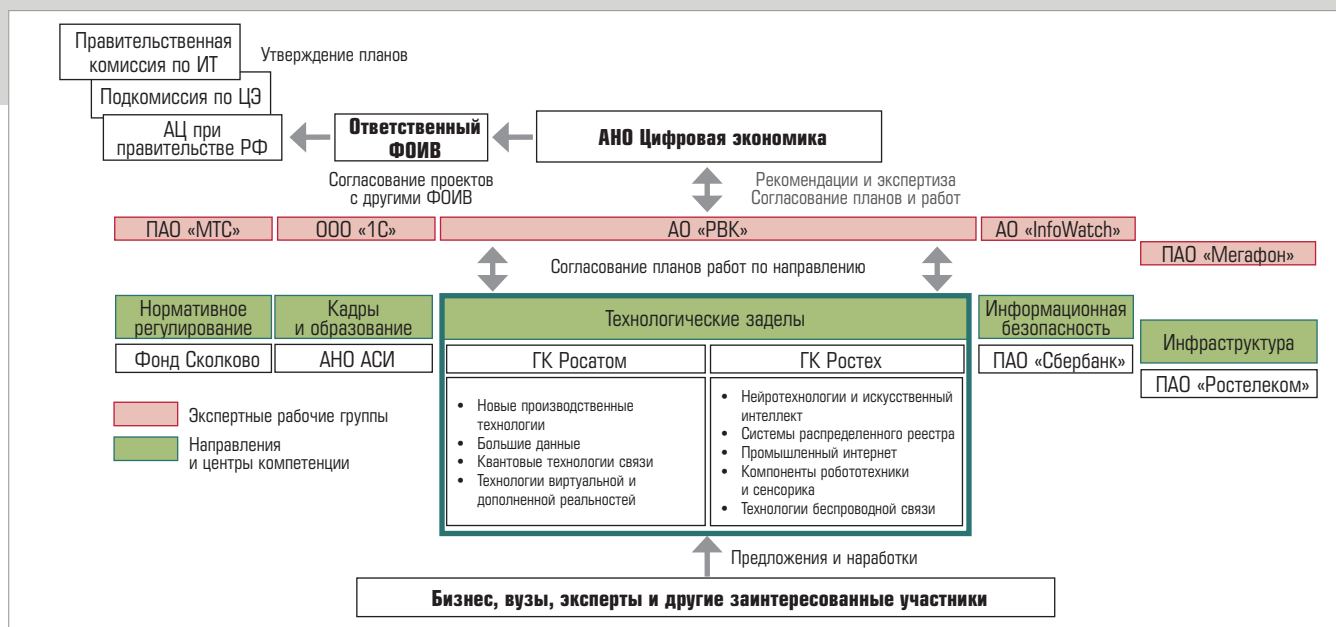 Правительственная
комиссия по ИТ
Утверждение планов
Подкомиссия по ЦЭ
АЦ при
правительстве РФ
Ответственный
ФОИВ
АНО Цифровая экономика
Согласование проектов
с другими ФОИВ
Рекомендации и экспертиза
Согласование планов и работ
ПАО «МТС»
ООО «1С»
АО «РВК»
АО «InfoWatch»
ПАО «Мегафон»
Согласование планов работ по направлению
Нормативное
регулирование
Кадры
и образование
Технологические заделы
Информационная
безопасность
Инфраструктура
Фонд Сколково
АНО АСИ
ГК Росатом
ГК Ростех
ПАО «Сбербанк»
ПАО «Ростелеком»
• Новые производственные
технологии
• Большие данные
• Квантовые технологии связи
• Технологии виртуальной и
дополненной реальностей
• Нейротехнологии и искусственный
интеллект
• Системы распределенного реестра
• Промышленный интернет
• Компоненты робототехники
и сенсорика
• Технологии беспроводной связи
Экспертные рабочие группы
Направления
и центры компетенции
Предложения и наработки
Бизнес, вузы, эксперты и другие заинтересованные участники